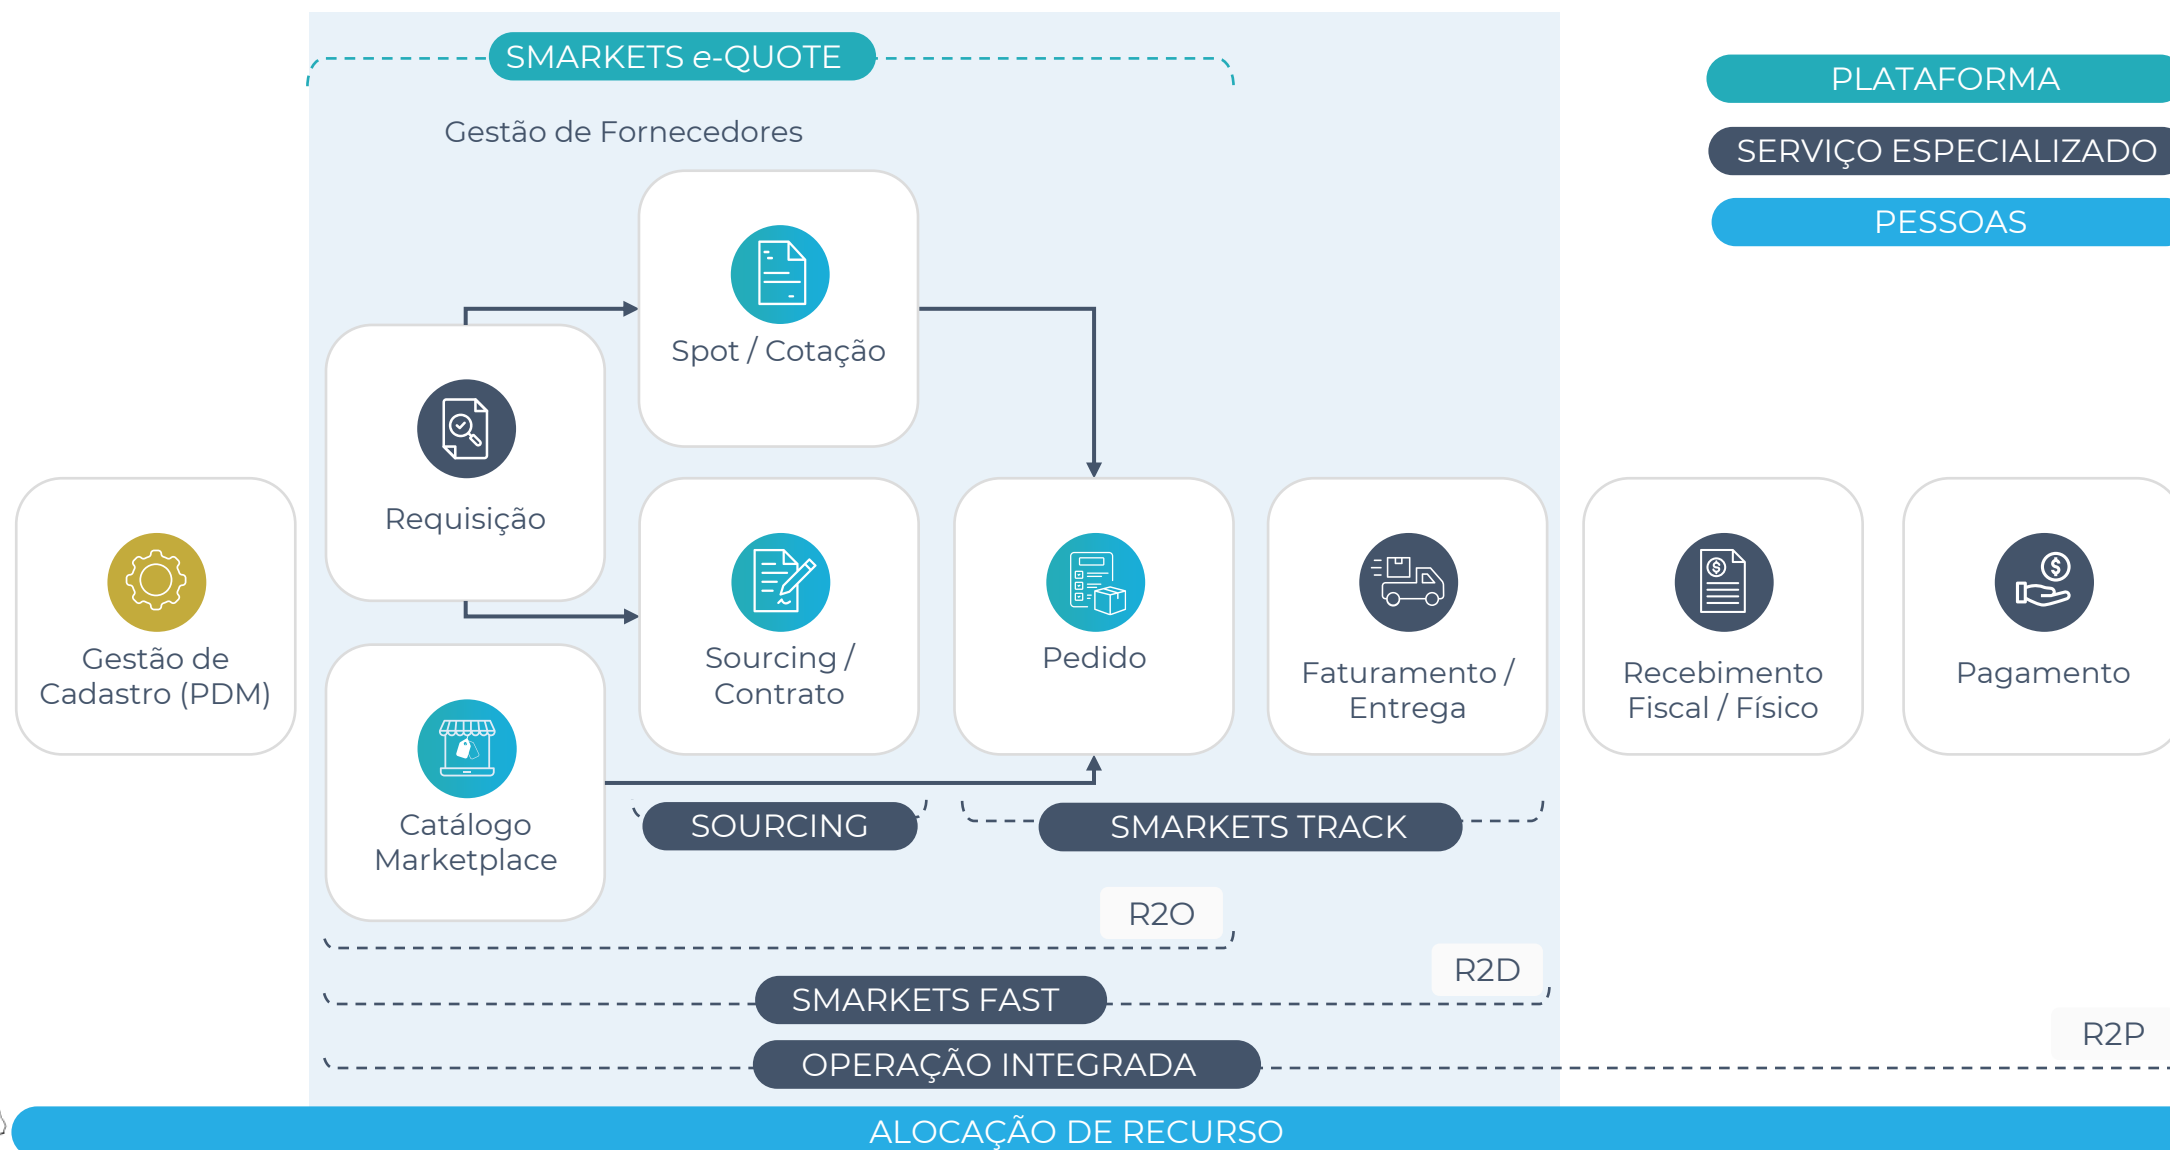 SMARKETS e-QUOTE
PLATAFORMA
SERVIÇO ESPECIALIZADO
PESSOAS
Gestão de Fornecedores
Spot / Cotação
Requisição
Gestão de
Cadastro (PDM)
Sourcing /
Contrato
Pedido
Faturamento /
Entrega
Recebimento
Fiscal / Físico
Pagamento
Catálogo
Marketplace
SOURCING
SMARKETS TRACK
R2O
R2D
SMARKETS FAST
R2P
OPERAÇÃO INTEGRADA
ALOCAÇÃO DE RECURSO